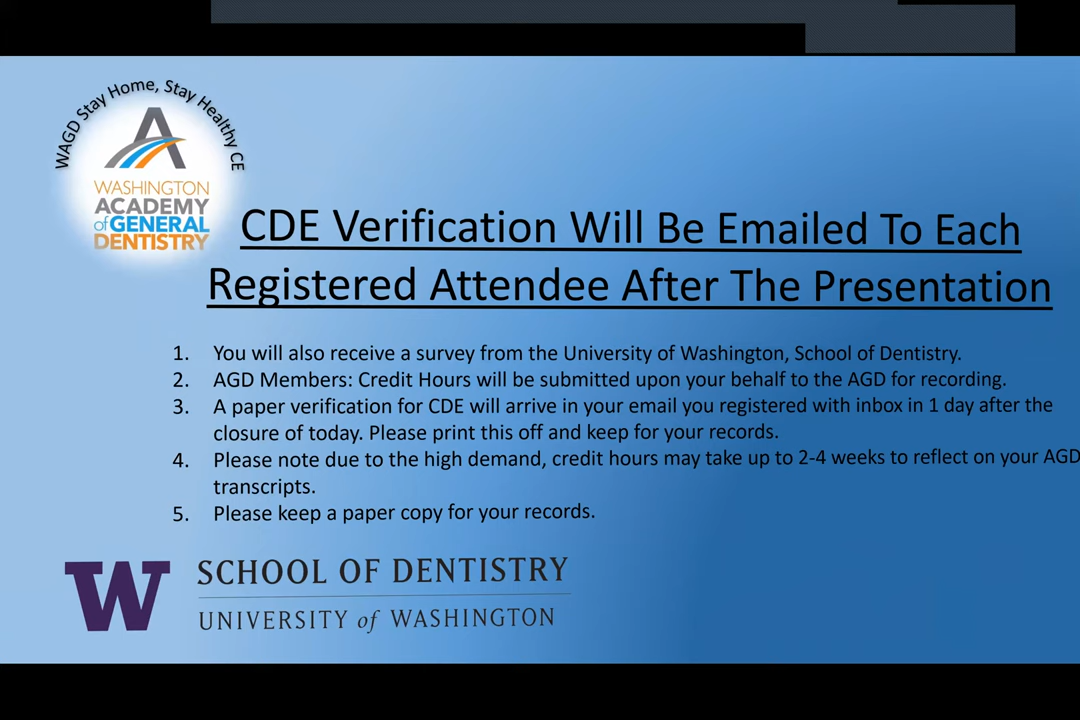 WAGD Stay Home, Stay Healthy CE
WASHINGTON
ACADEMY
of GENERAL
DENTISTRY
CDE Verification Will Be Emailed To Each
Registered Attendee After The Presentation
1. You will also receive a survey from the University of Washington, School of Dentistry.
2. AGD Members: Credit Hours will be submitted upon your behalf to the AGD for recording.
3. A paper verification for CDE will arrive in your email you registered with inbox in 1 day after the
closure of today. Please print this off and keep for your records.
4. Please note due to the high demand, credit hours may take up to 2-4 weeks to reflect on your AGD
transcripts.
5. Please keep a paper copy for your records.
W
SCHOOL OF DENTISTRY
UNIVERSITY of WASHINGTON